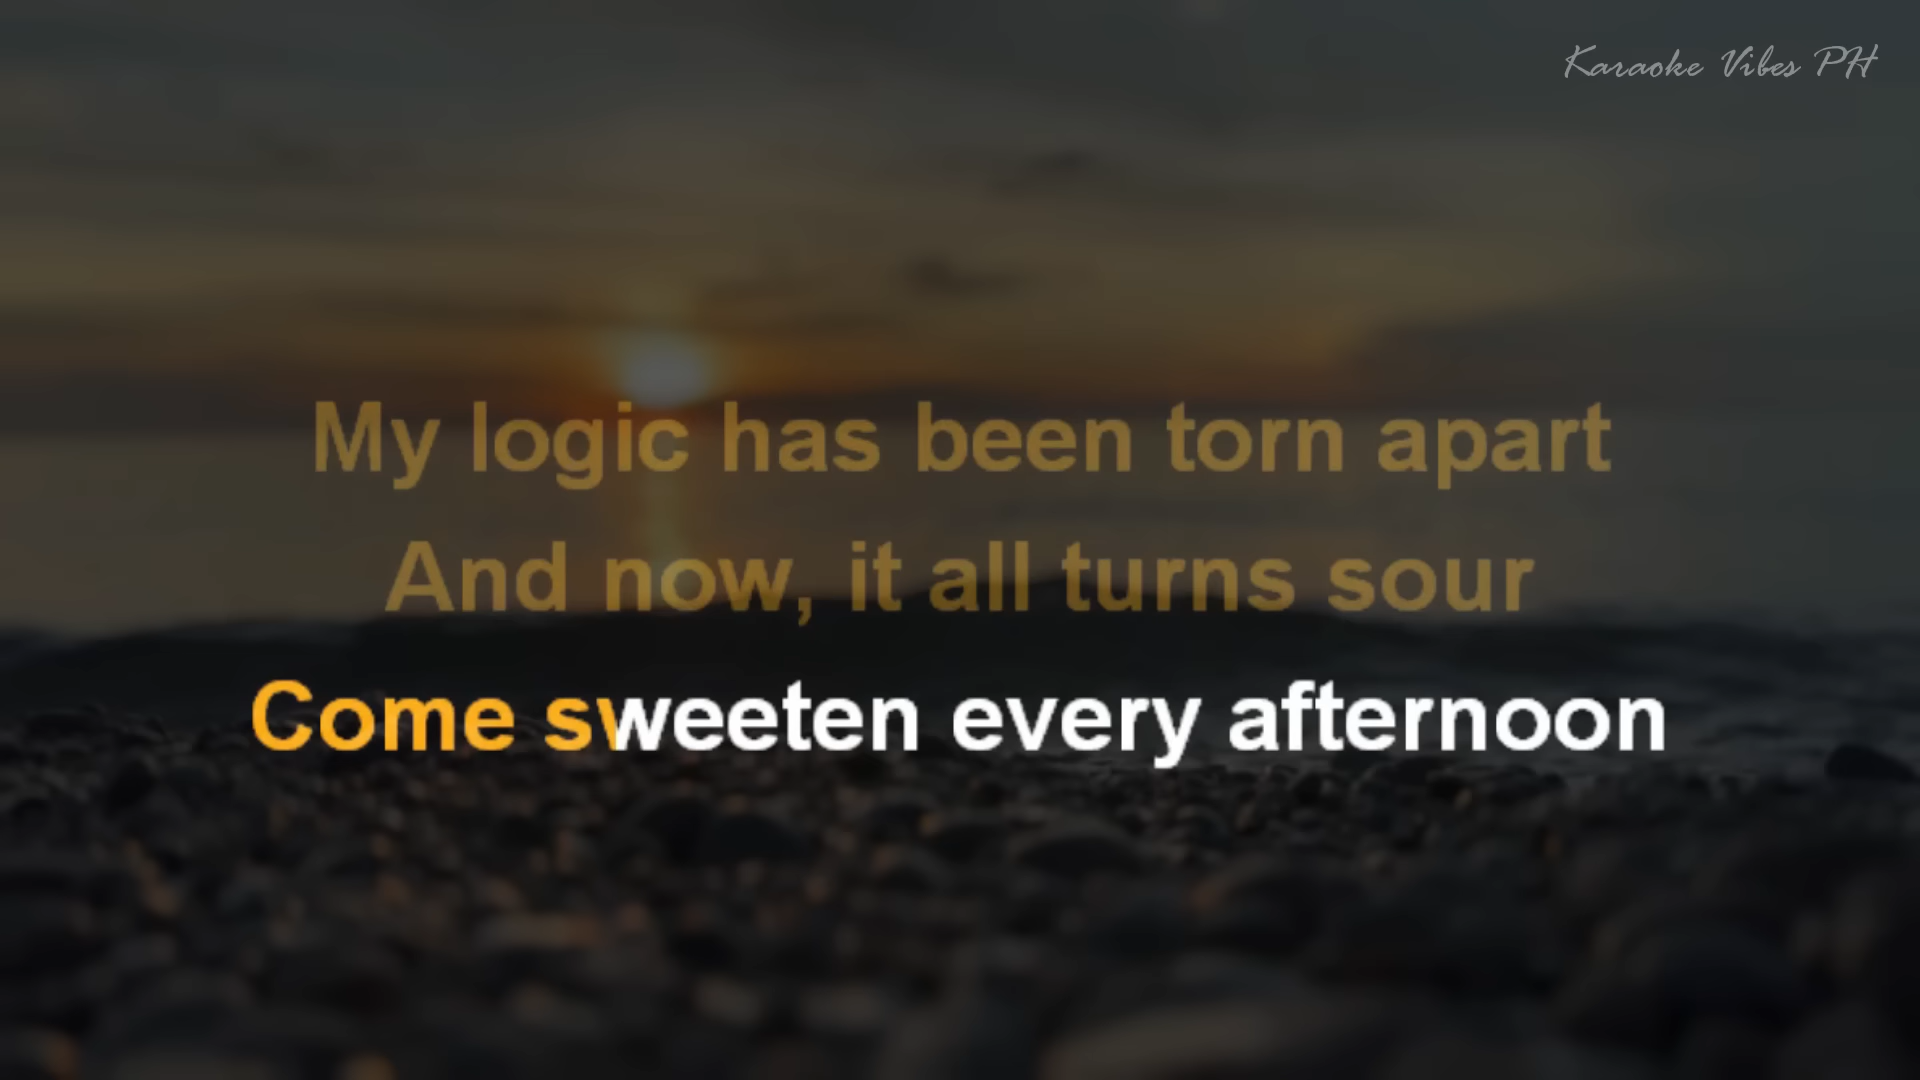 Karaoke Vibes PH
My logic has been torn apart
And now, it all turns sour
Come sweeten every afternoon